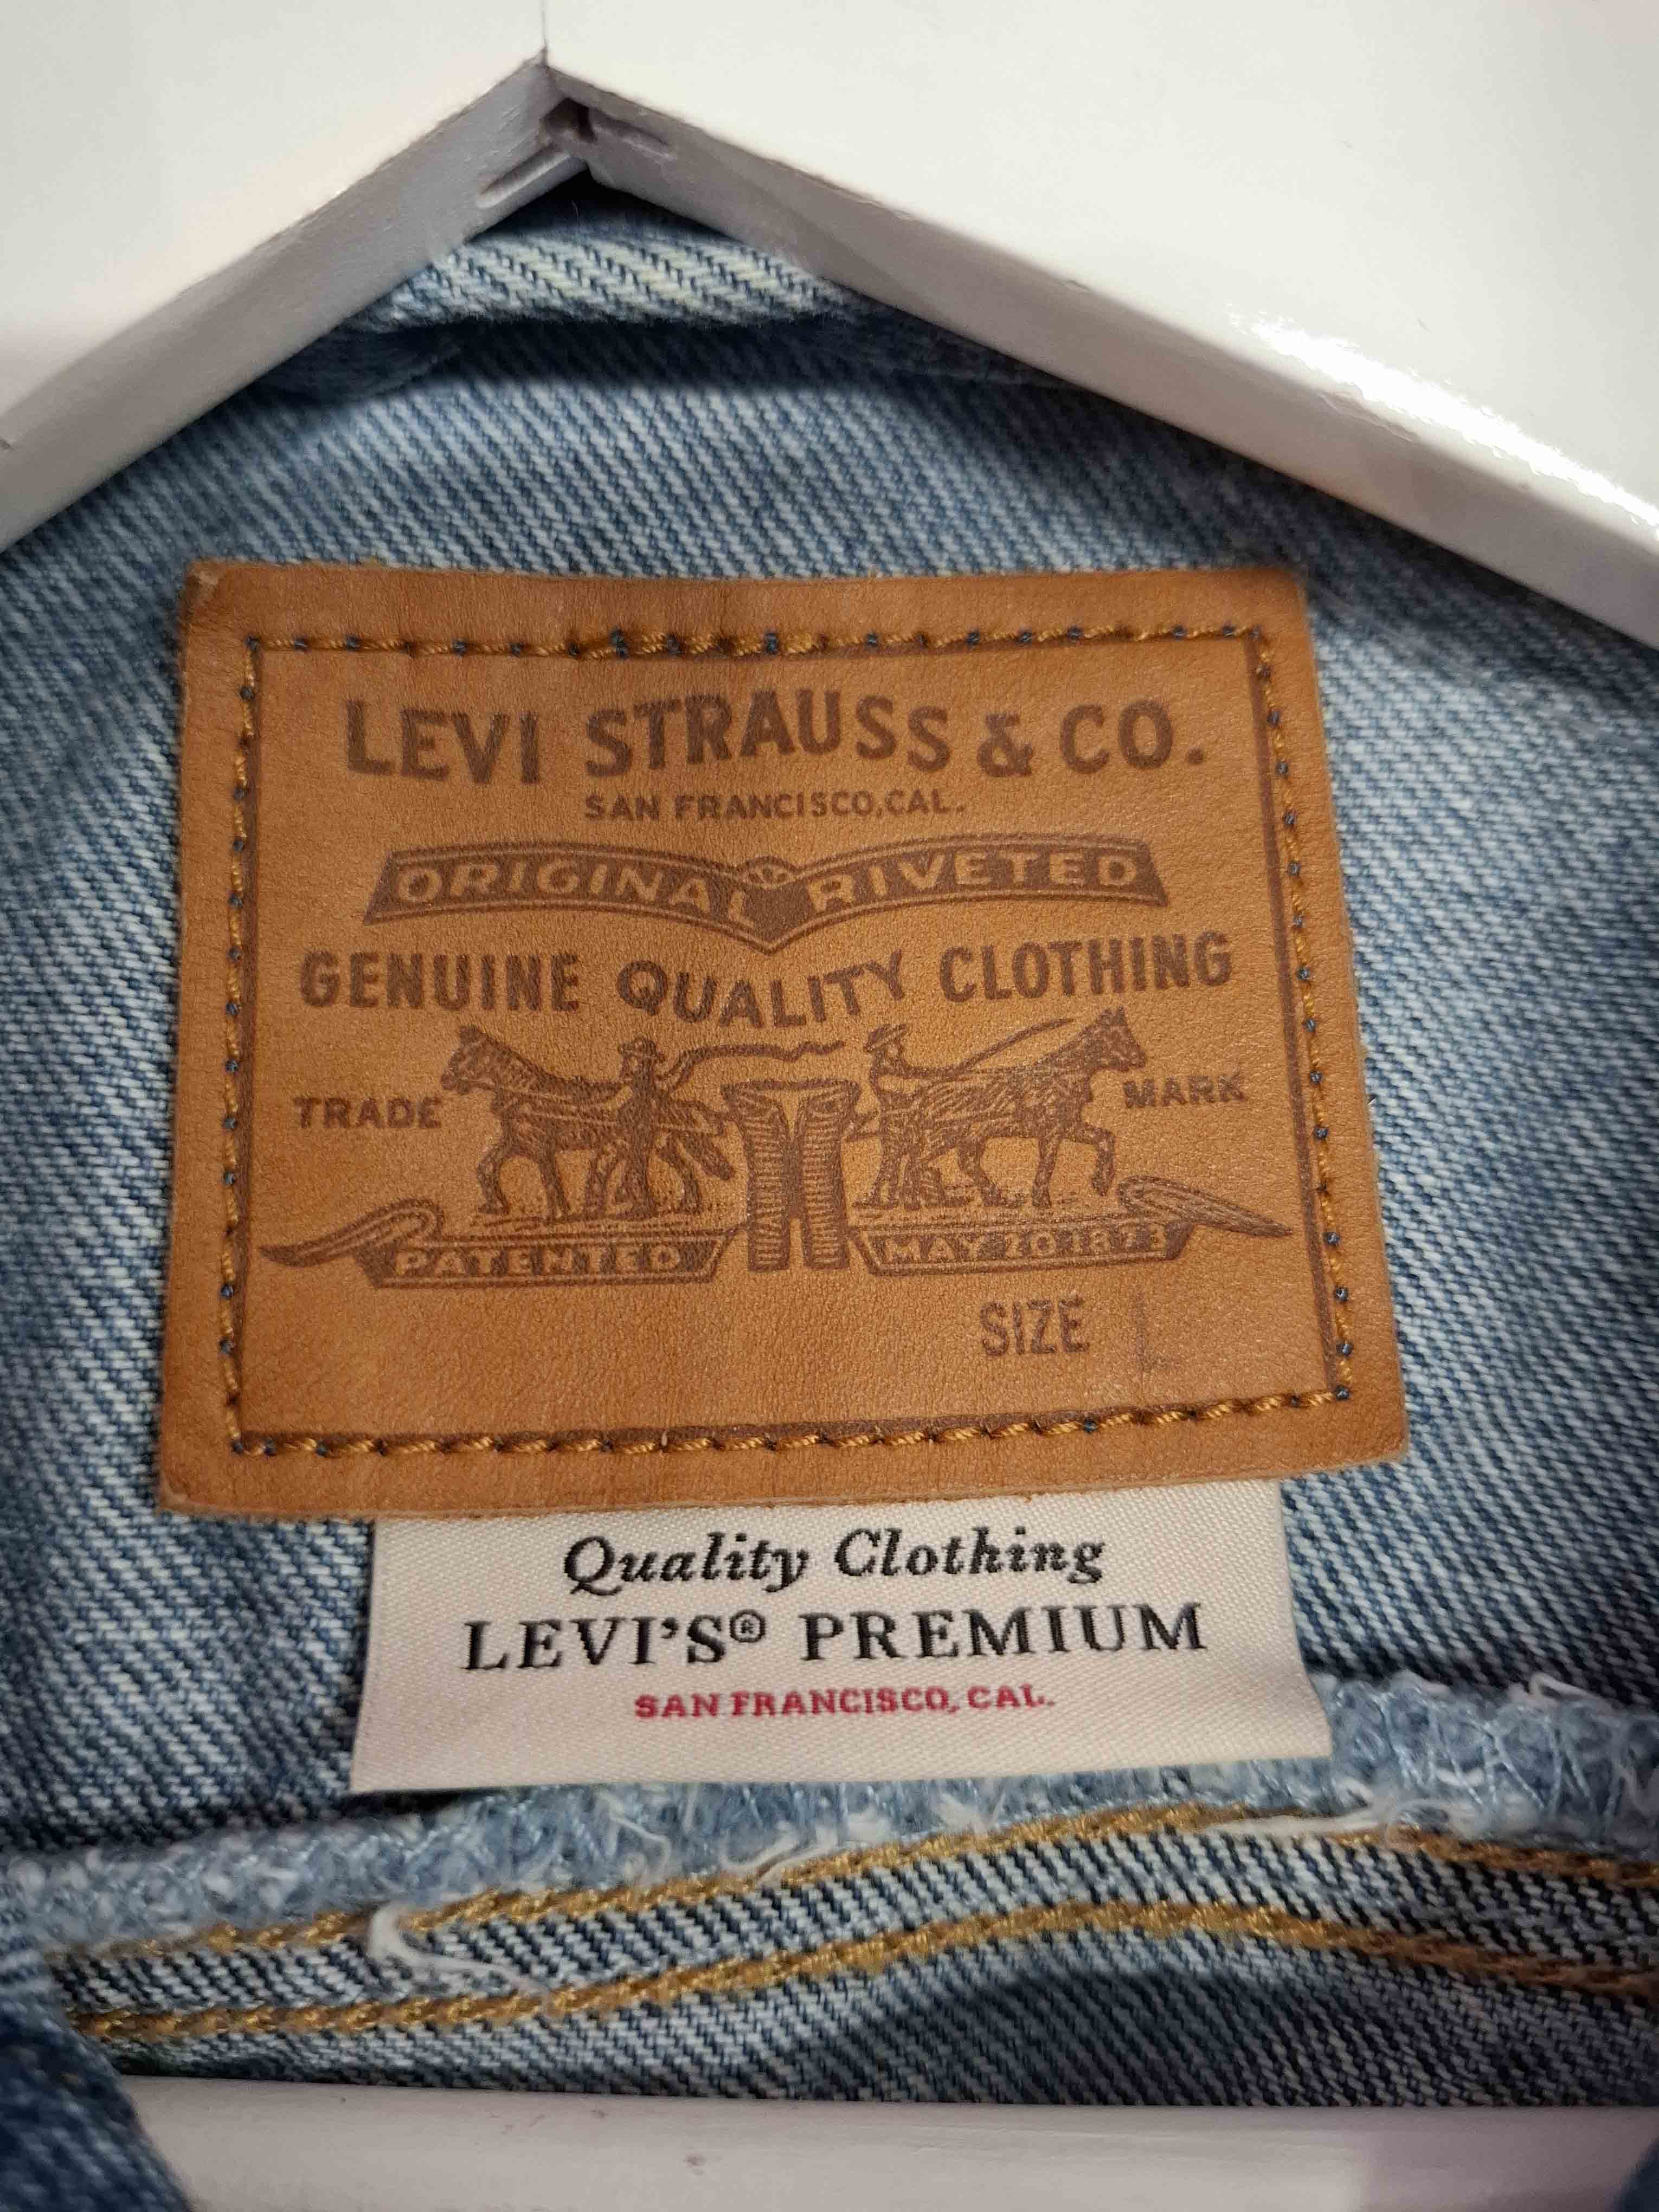 LEVI STRAUSS & CO.
SAN FRANCISCO, CAL.
ORIGINAL RIVETED
GENUINE QUALITY CLOTHING
TRADE MARK
PATENTED MAY 20 1873
SIZE L
Quality Clothing
LEVI'S® PREMIUM
SAN FRANCISCO, CAL.